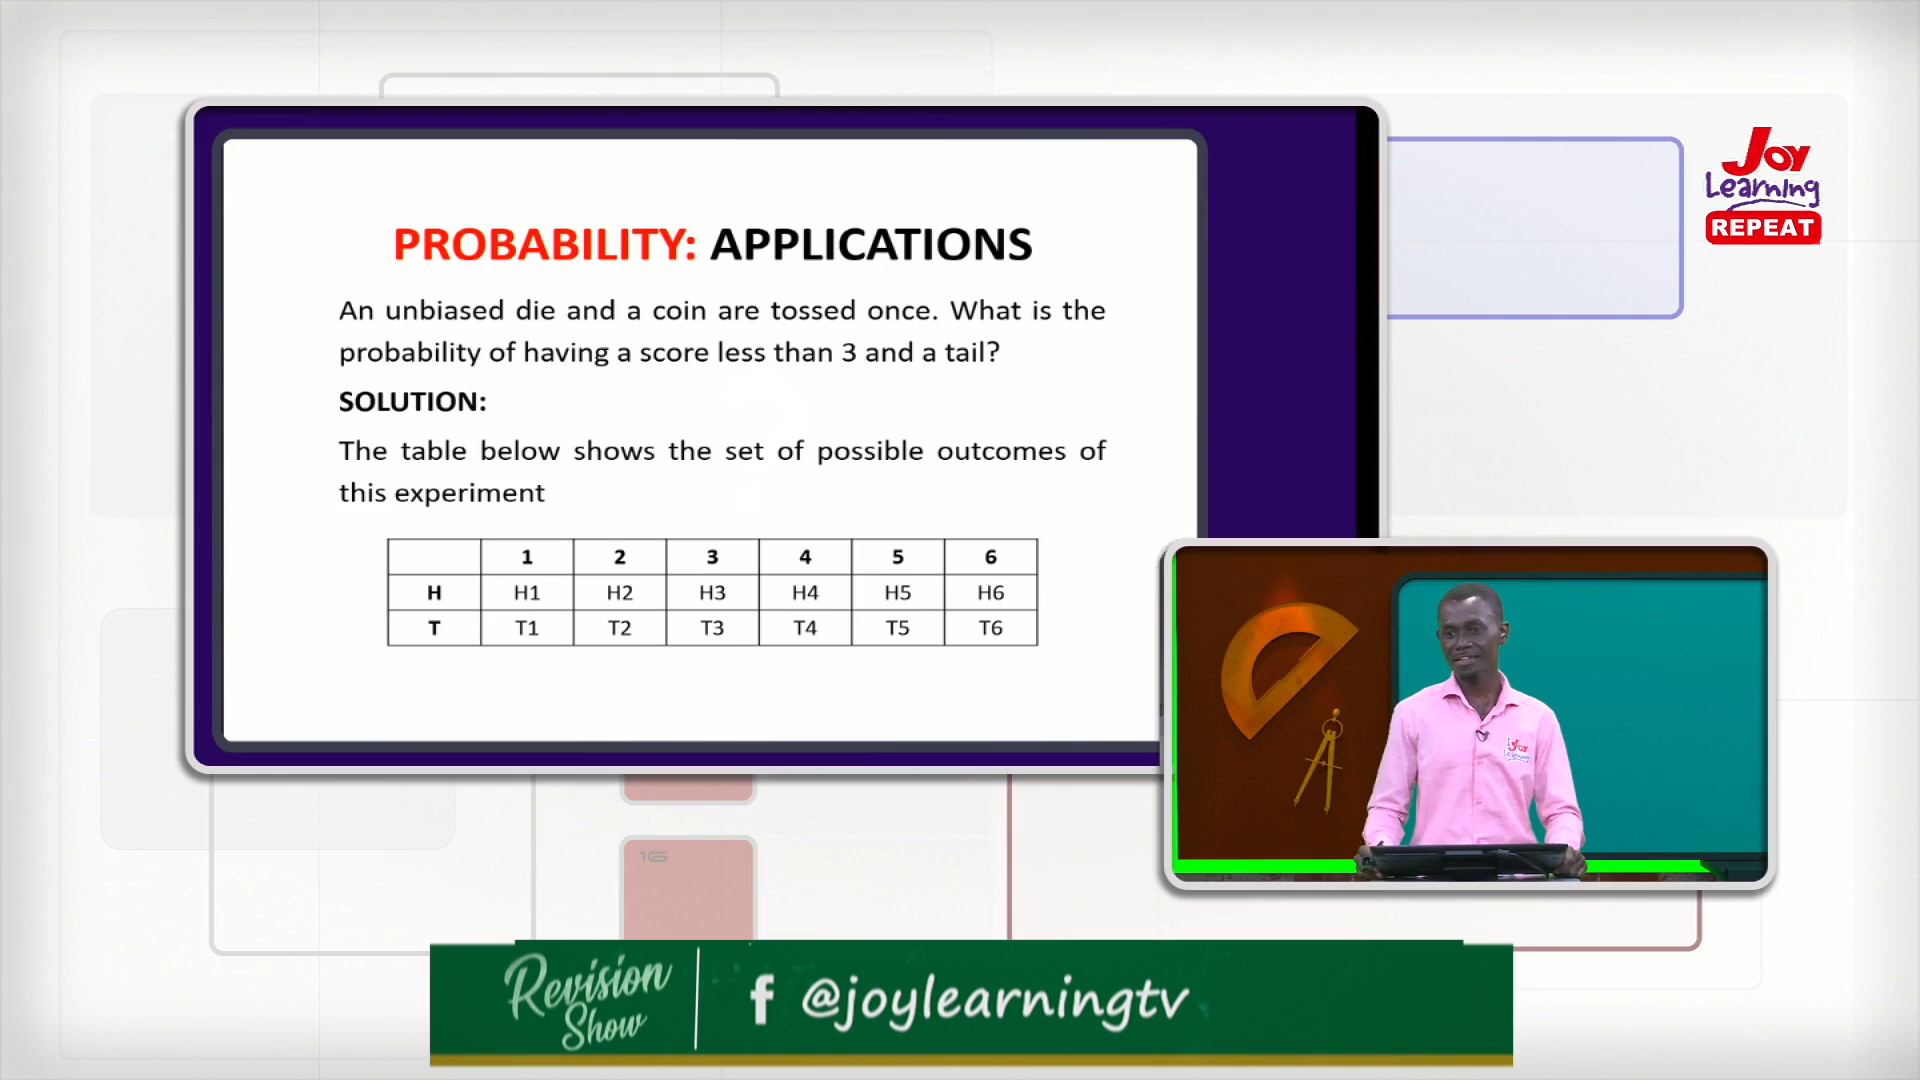 PROBABILITY: APPLICATIONS
An unbiased die and a coin are tossed once. What is the
probability of having a score less than 3 and a tail?
SOLUTION:
The table below shows the set of possible outcomes of
this experiment
1 2 3 4 5 6
H H1 H2 H3 H4 H5 H6
T T1 T2 T3 T4 T5 T6
Joy
Learning
REPEAT
Joy
Learning
16
Revision
Show
f @joylearningtv